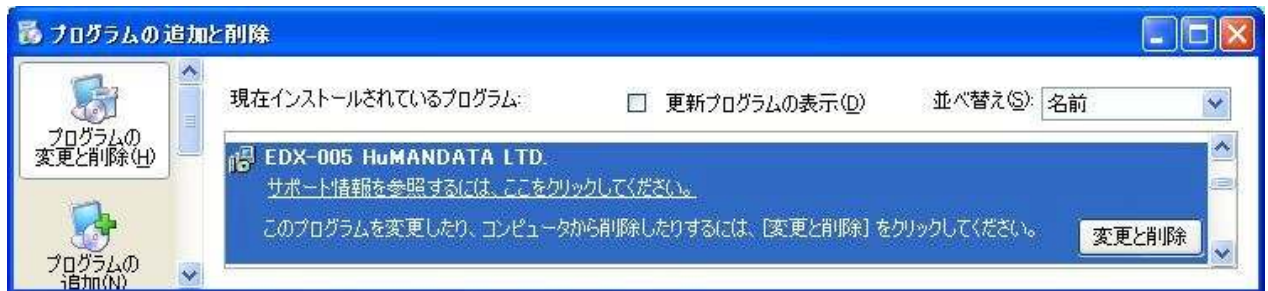 プログラムの追加と削除
プログラムの
変更と削除(H)
現在インストールされているプログラム:
更新プログラムの表示(D)
並べ替え(S):
名前
EDX-005 HuMANDATA LTD.
サポート情報を参照するには、ここをクリックしてください。
このプログラムを変更したり、コンピュータから削除したりするには、[変更と削除] をクリックしてください。
変更と削除
プログラムの
追加(N)